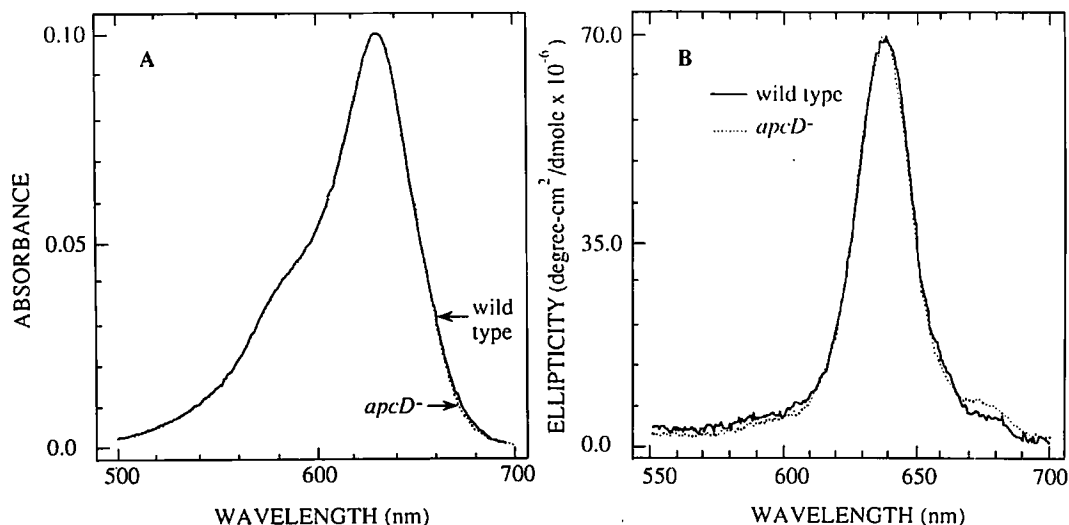 A
ABSORBANCE
0.10
0.05
0.0
wild
type
apcD-
500
600
700
WAVELENGTH (nm)
B
ELLIPTICITY (degree-cm²/dmole x 10⁻⁶)
70.0
35.0
0.0
wild type
apcD-
550
600
650
700
WAVELENGTH (nm)